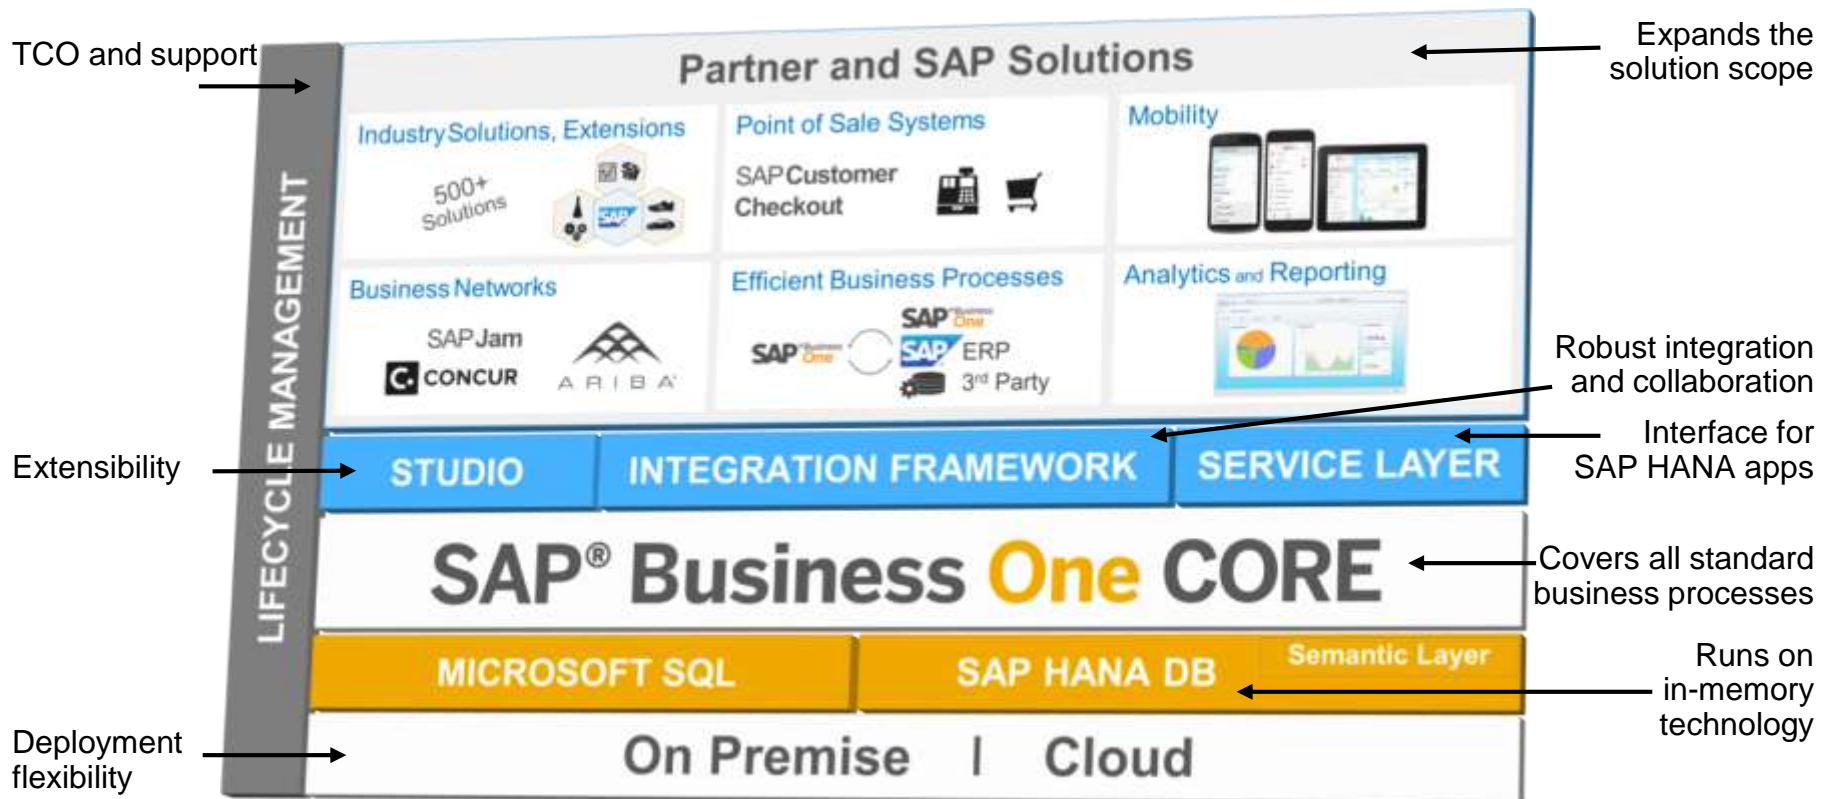 TCO and support
Expands the
solution scope
Partner and SAP Solutions
LIFECYCLE MANAGEMENT
Industry Solutions, Extensions
500+
Solutions
SAP
Point of Sale Systems
SAP Customer
Checkout
Mobility
Business Networks
SAP Jam
C. CONCUR
ARIBA
Efficient Business Processes
SAP Business One
SAP Business One
SAP ERP
3rd Party
Analytics and Reporting
Robust integration
and collaboration
Interface for
SAP HANA apps
Extensibility
STUDIO
INTEGRATION FRAMEWORK
SERVICE LAYER
SAP® Business One CORE
Covers all standard
business processes
MICROSOFT SQL
SAP HANA DB
Semantic Layer
Runs on
in-memory
technology
Deployment
flexibility
On Premise | Cloud